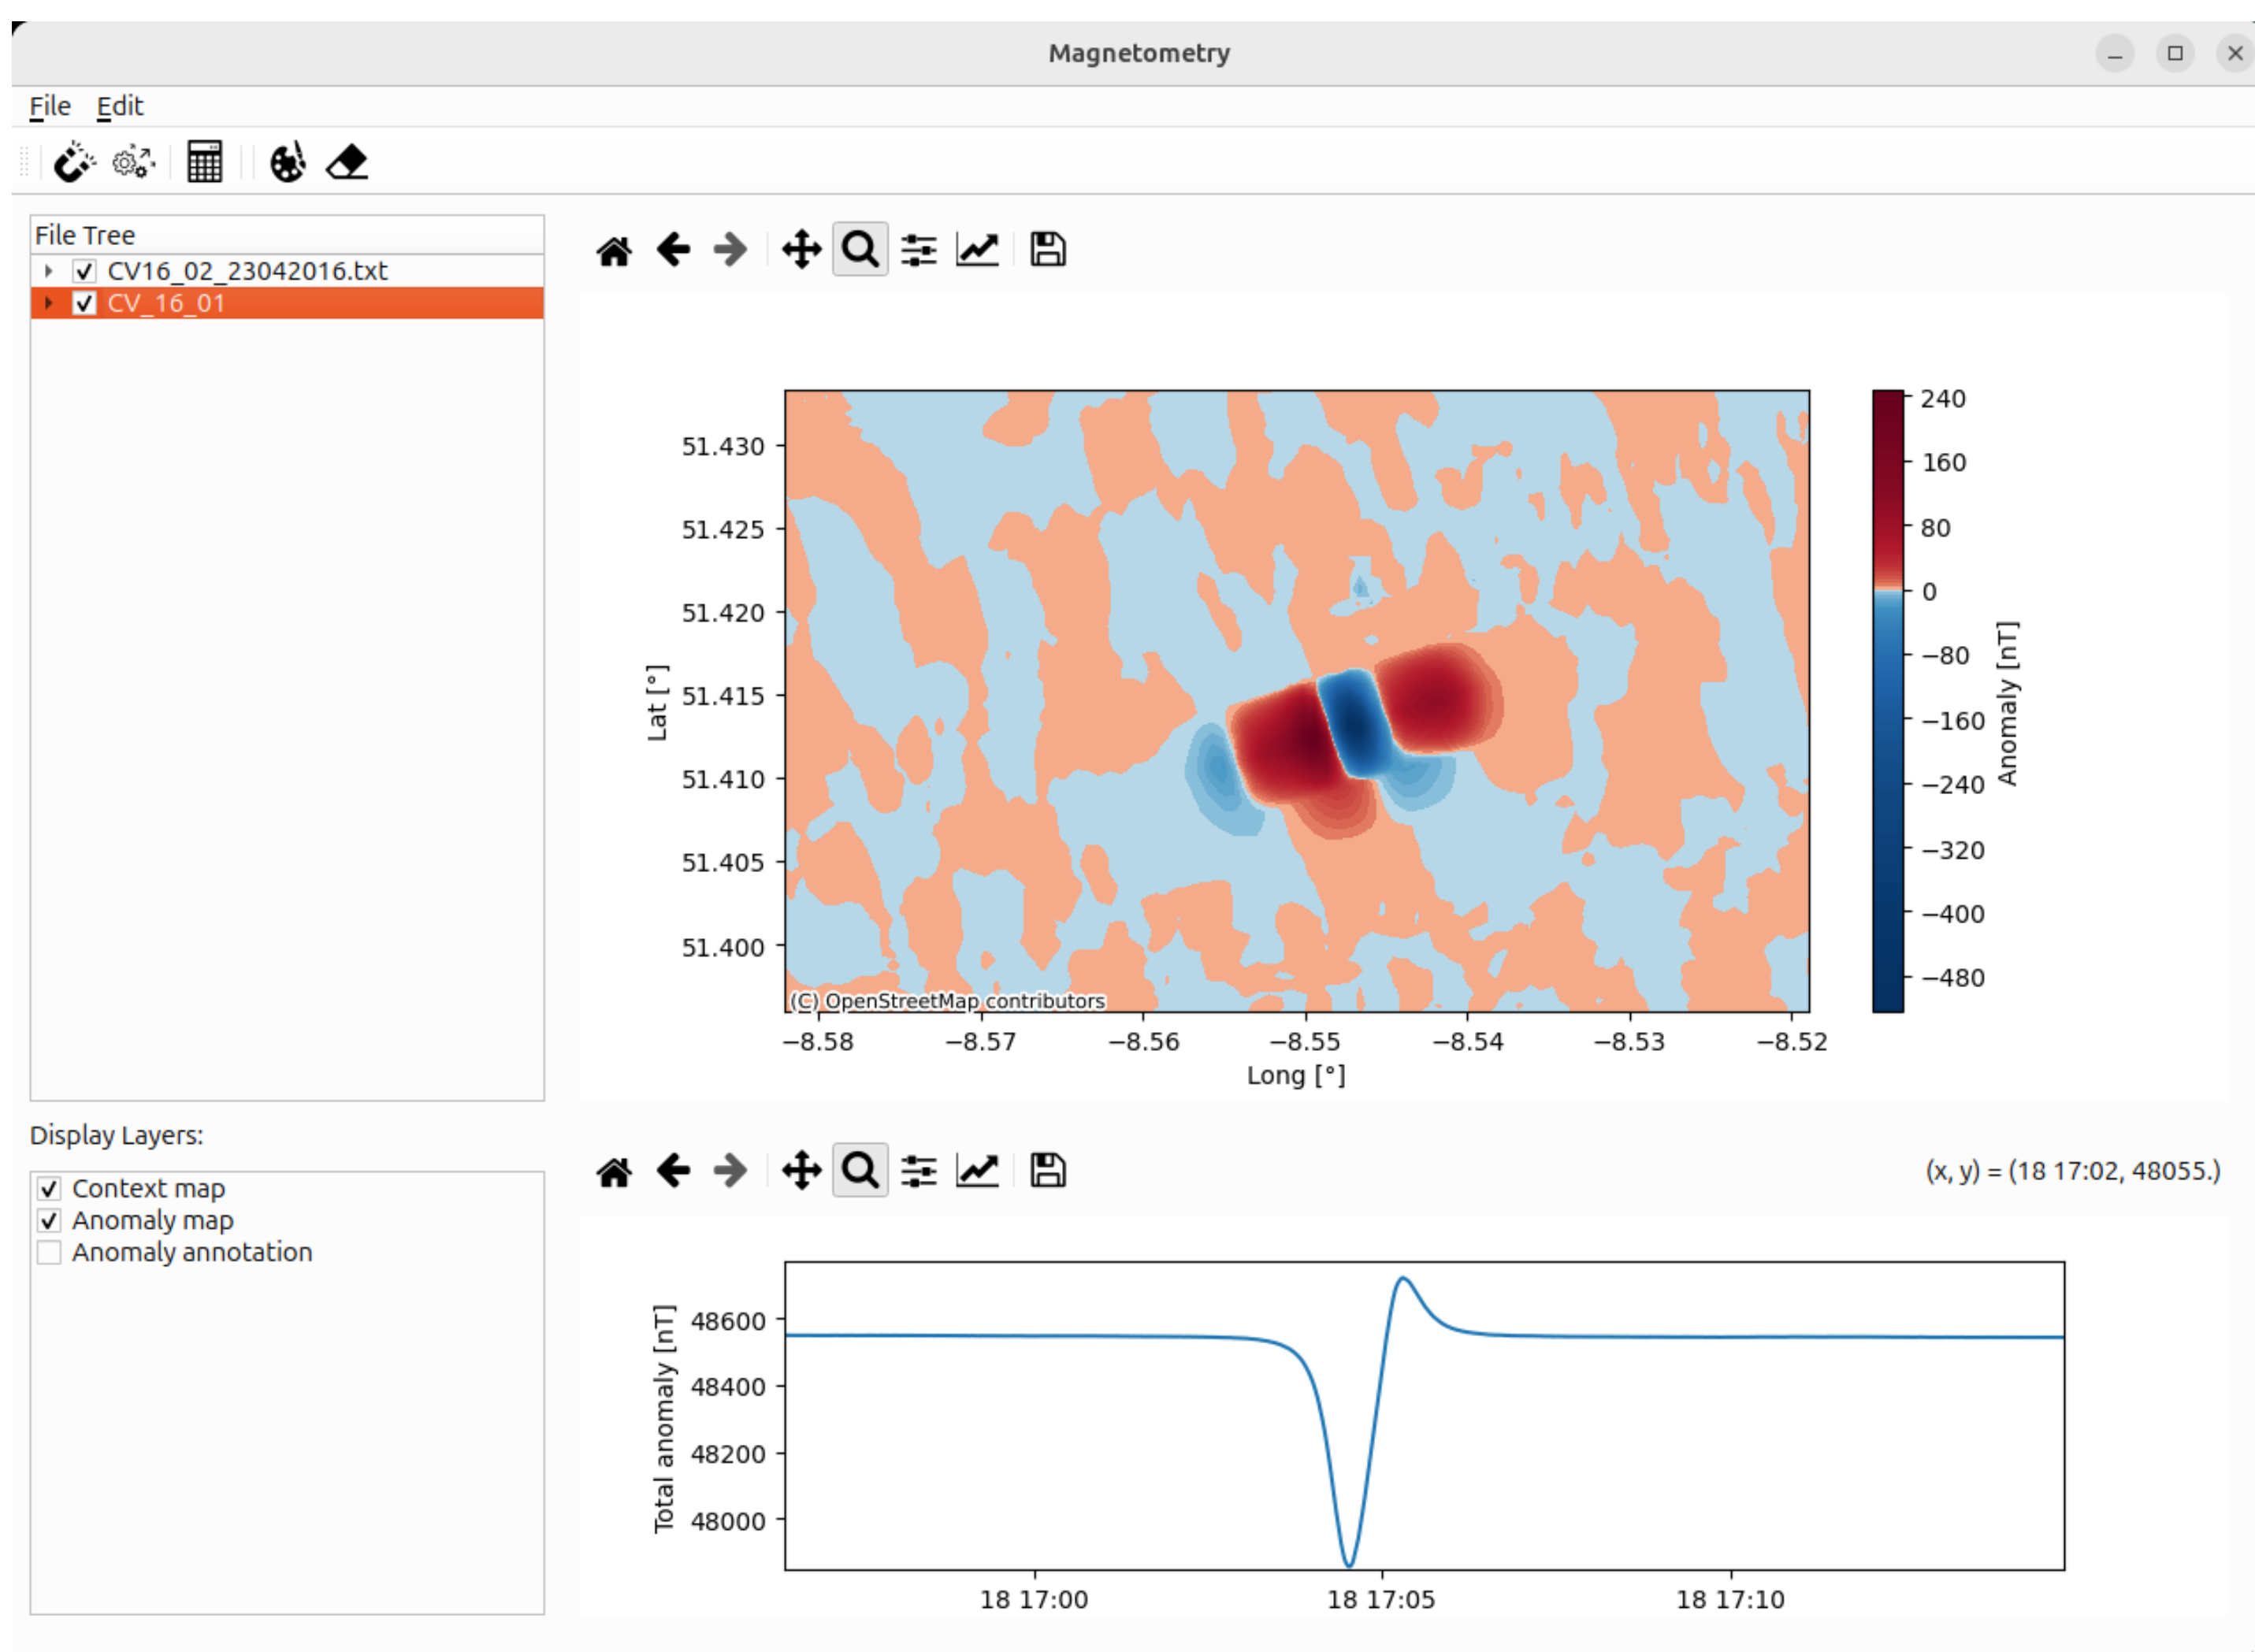 Magnetometry
File Edit
File Tree
CV16_02_23042016.txt
CV_16_01
51.430
51.425
51.420
51.415
51.410
51.405
51.400
Lat [°]
(C) OpenStreetMap contributors
−8.58 −8.57 −8.56 −8.55 −8.54 −8.53 −8.52
Long [°]
240
160
80
0
−80
−160
−240
−320
−400
−480
Anomaly [nT]
Display Layers:
Context map
Anomaly map
Anomaly annotation
(x, y) = (18 17:02, 48055.)
48600
48400
48200
48000
Total anomaly [nT]
18 17:00 18 17:05 18 17:10